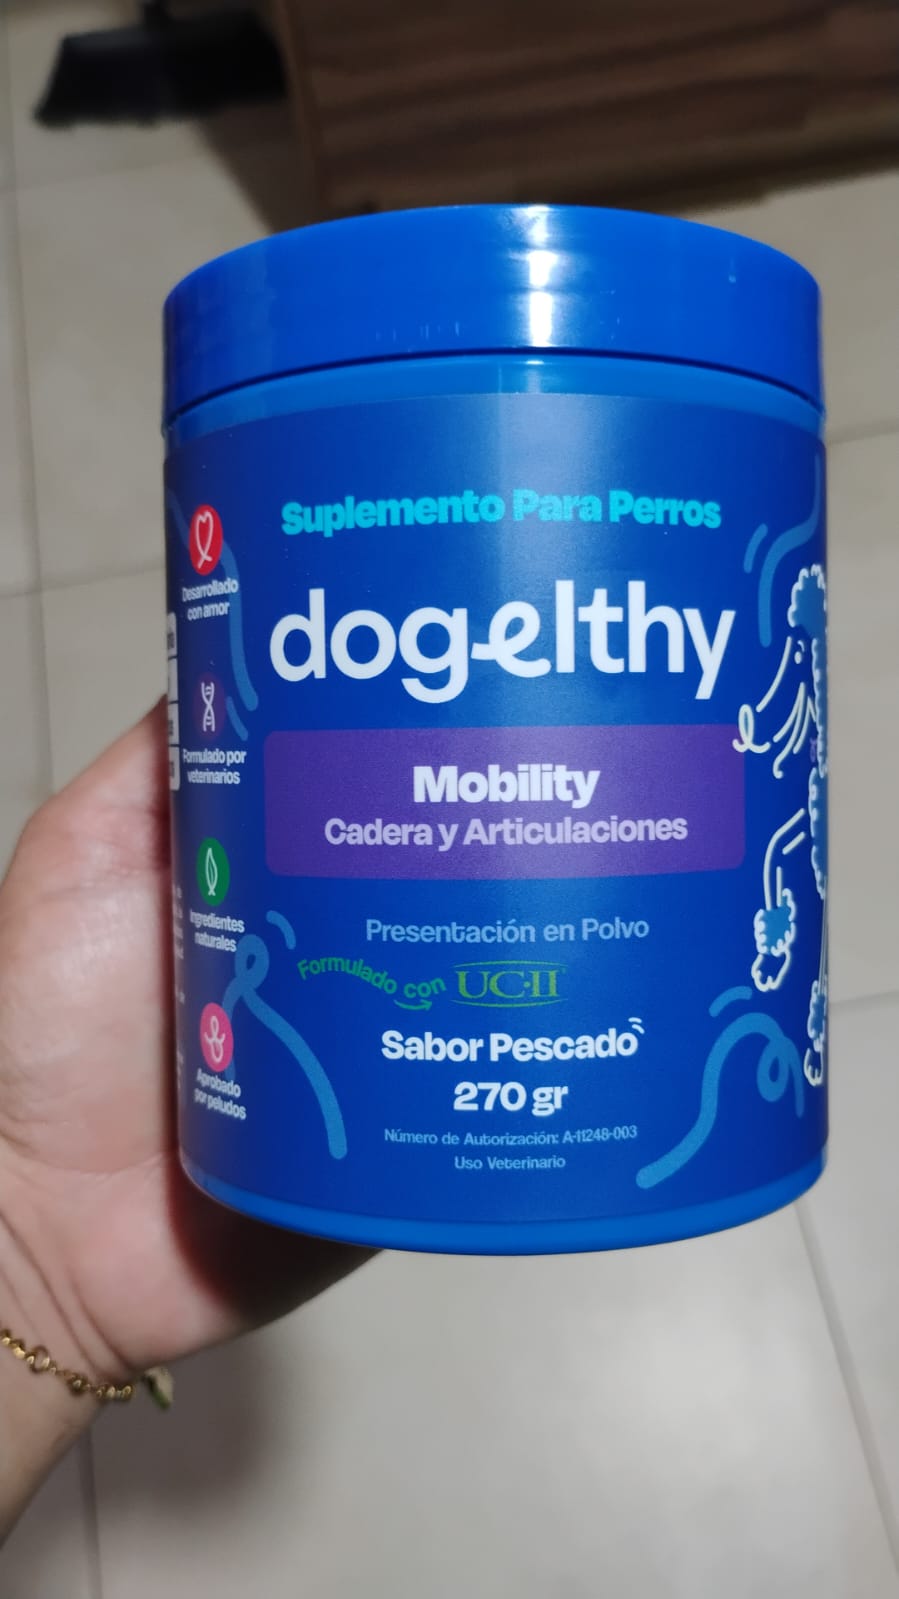 Suplemento Para Perros
dogelthy
Mobility
Cadera y Articulaciones
Presentación en Polvo
Formulado con UC·II
Sabor Pescado
270 gr
Número de Autorización: A-11248-003
Uso Veterinario
Desarrollado
con amor
Formulado por
veterinarios
Ingredientes
naturales
Aprobado
por peludos